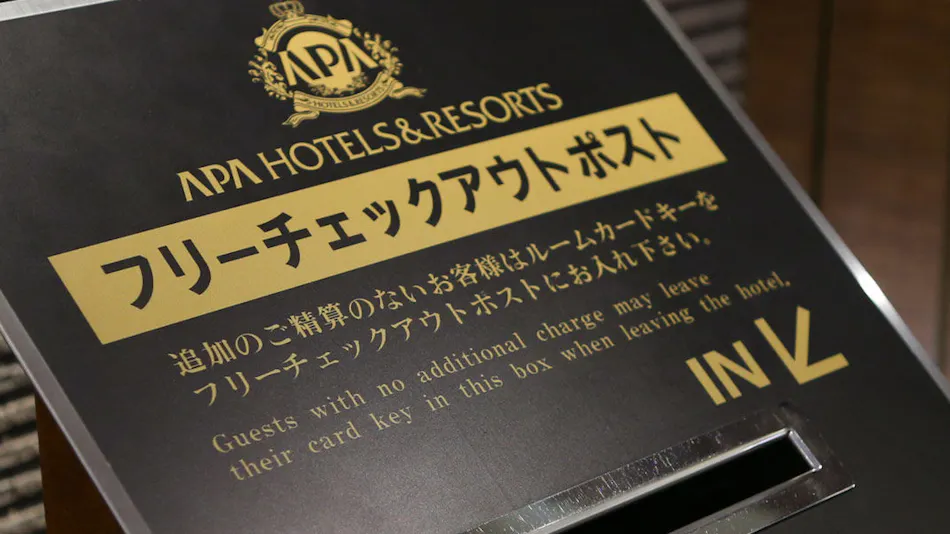 APA
HOTELS&RESORTS
APA HOTELS&RESORTS
フリーチェックアウトポスト
追加のご精算のないお客様はルームカードキーを
フリーチェックアウトポストにお入れ下さい。
Guests with no additional charge may leave
their card key in this box when leaving the hotel.
IN